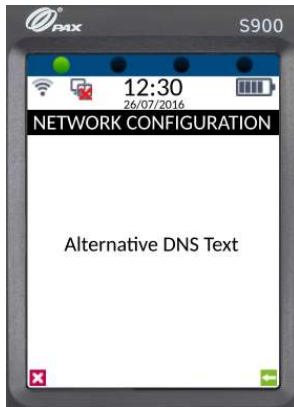 PAX
S900
12:30
26/07/2016
NETWORK CONFIGURATION
Alternative DNS Text